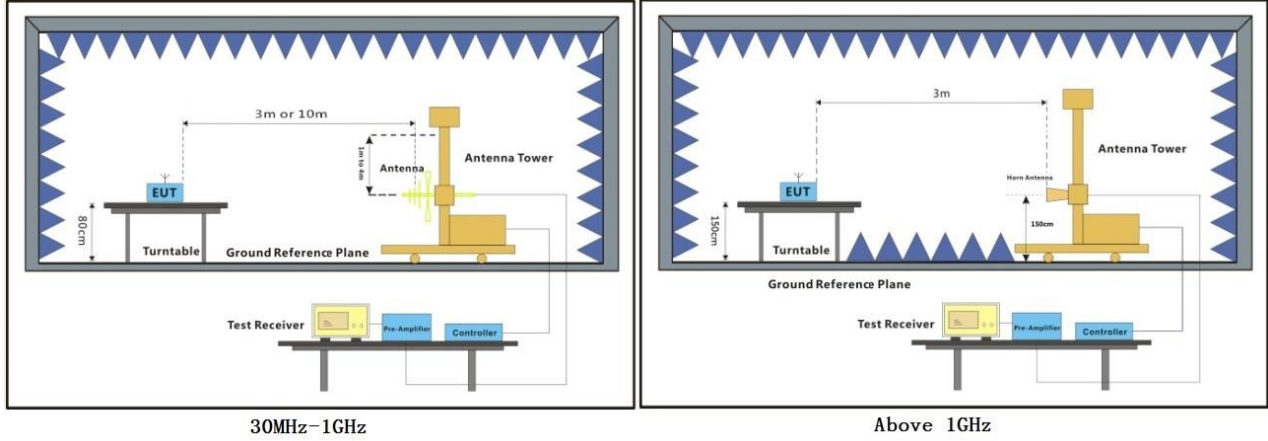 3m or 10m
1m to 4m
Antenna
Antenna Tower
EUT
80cm
Turntable
Ground Reference Plane
Test Receiver
Pre-Amplifier
Controller
30MHz-1GHz
3m
Antenna Tower
Horn Antenna
EUT
150cm
150cm
Turntable
Ground Reference Plane
Test Receiver
Pre-Amplifier
Controller
Above 1GHz